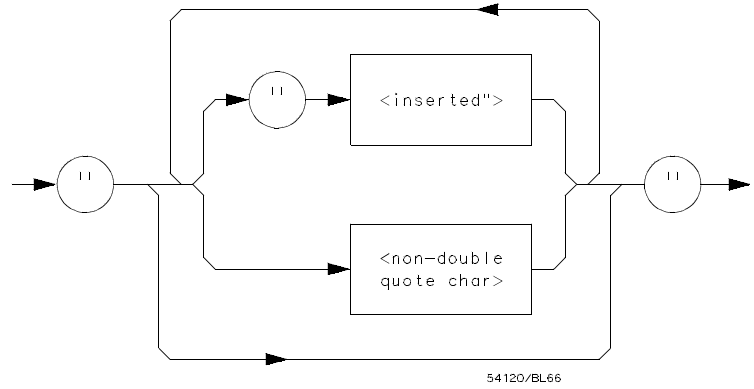 "
<inserted">
"
"
<non-double
quote char>
54120/BL66